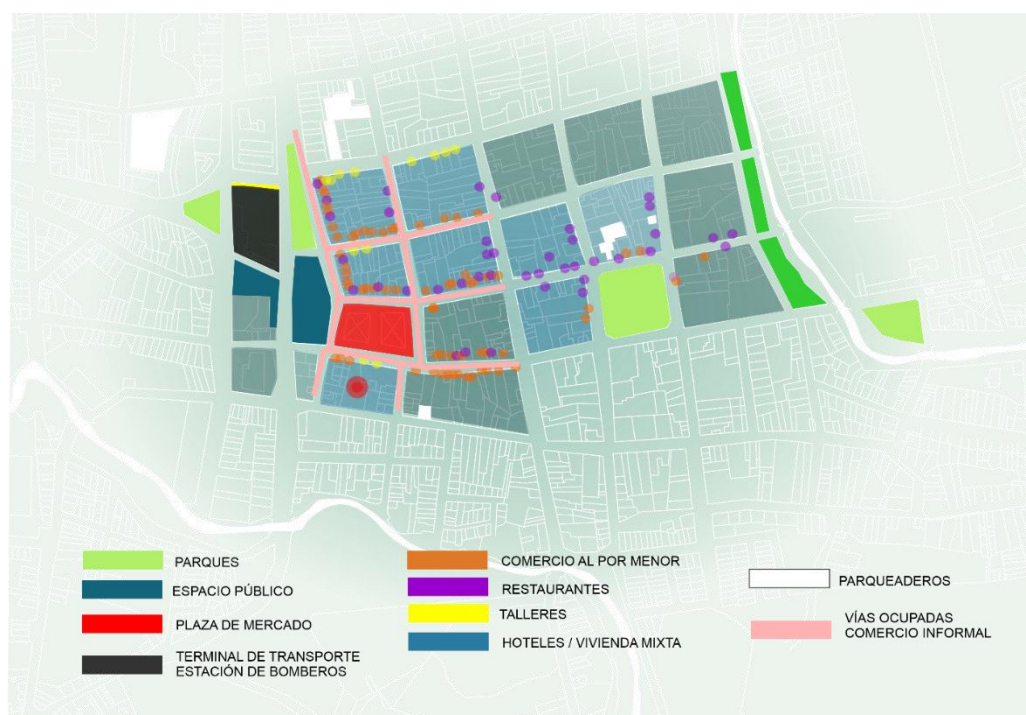 PARQUES
ESPACIO PÚBLICO
PLAZA DE MERCADO
TERMINAL DE TRANSPORTE
ESTACIÓN DE BOMBEROS
COMERCIO AL POR MENOR
RESTAURANTES
TALLERES
HOTELES / VIVIENDA MIXTA
PARQUEADEROS
VÍAS OCUPADAS
COMERCIO INFORMAL